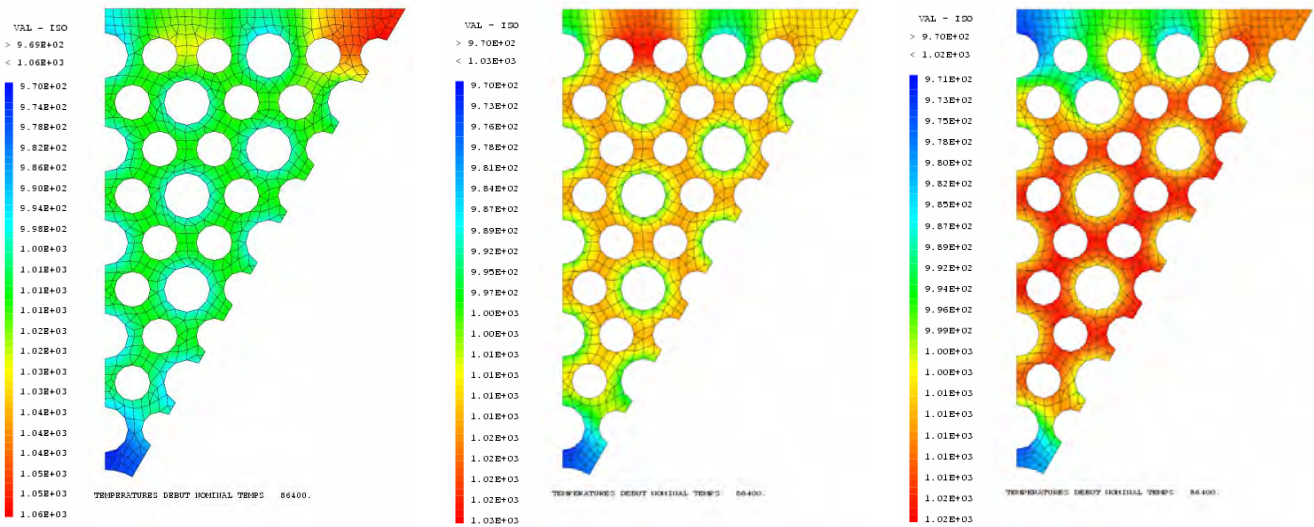 VAL - ISO
> 9.69E+02
< 1.06E+03
9.70E+02
9.74E+02
9.78E+02
9.82E+02
9.86E+02
9.90E+02
9.94E+02
9.98E+02
1.00E+03
1.01E+03
1.01E+03
1.01E+03
1.02E+03
1.02E+03
1.03E+03
1.03E+03
1.04E+03
1.04E+03
1.05E+03
1.05E+03
1.06E+03
TEMPERATURES DEBUT NOMINAL TEMPS 86400.
VAL - ISO
> 9.70E+02
< 1.03E+03
9.70E+02
9.73E+02
9.76E+02
9.78E+02
9.81E+02
9.84E+02
9.87E+02
9.89E+02
9.92E+02
9.95E+02
9.97E+02
1.00E+03
1.00E+03
1.01E+03
1.01E+03
1.01E+03
1.01E+03
1.02E+03
1.02E+03
1.02E+03
1.03E+03
TEMPERATURES DEBUT NOMINAL TEMPS 86400.
VAL - ISO
> 9.70E+02
< 1.02E+03
9.71E+02
9.73E+02
9.75E+02
9.78E+02
9.80E+02
9.82E+02
9.85E+02
9.87E+02
9.89E+02
9.92E+02
9.94E+02
9.96E+02
9.99E+02
1.00E+03
1.00E+03
1.01E+03
1.01E+03
1.01E+03
1.01E+03
1.02E+03
1.02E+03
TEMPERATURES DEBUT NOMINAL TEMPS 86400.